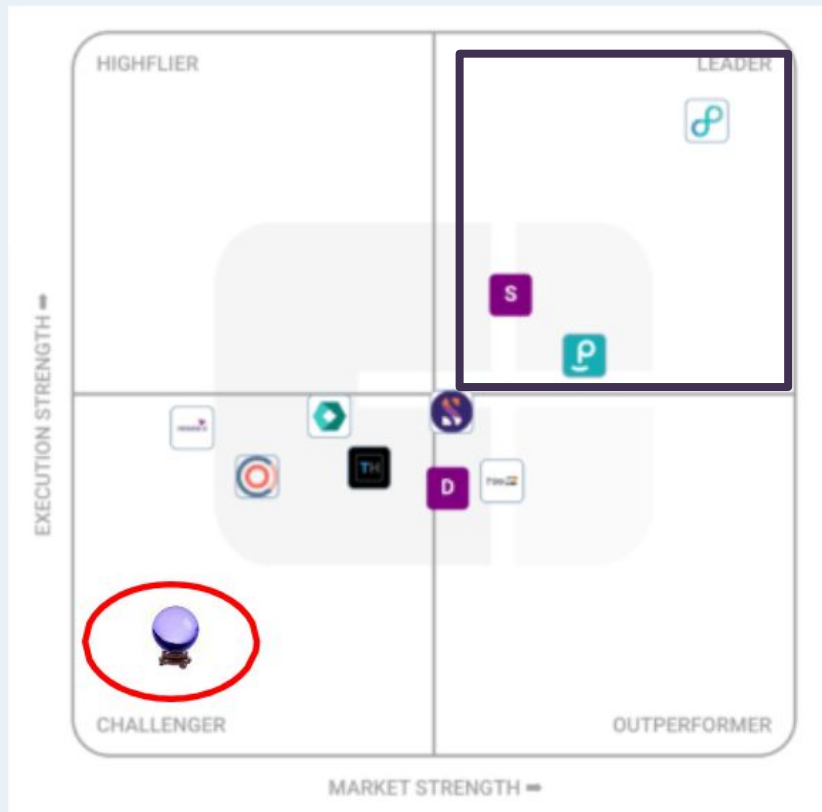 HIGHFLIER
LEADER
S
EXECUTION STRENGTH ➡
TH
D
CHALLENGER
OUTPERFORMER
MARKET STRENGTH ➡